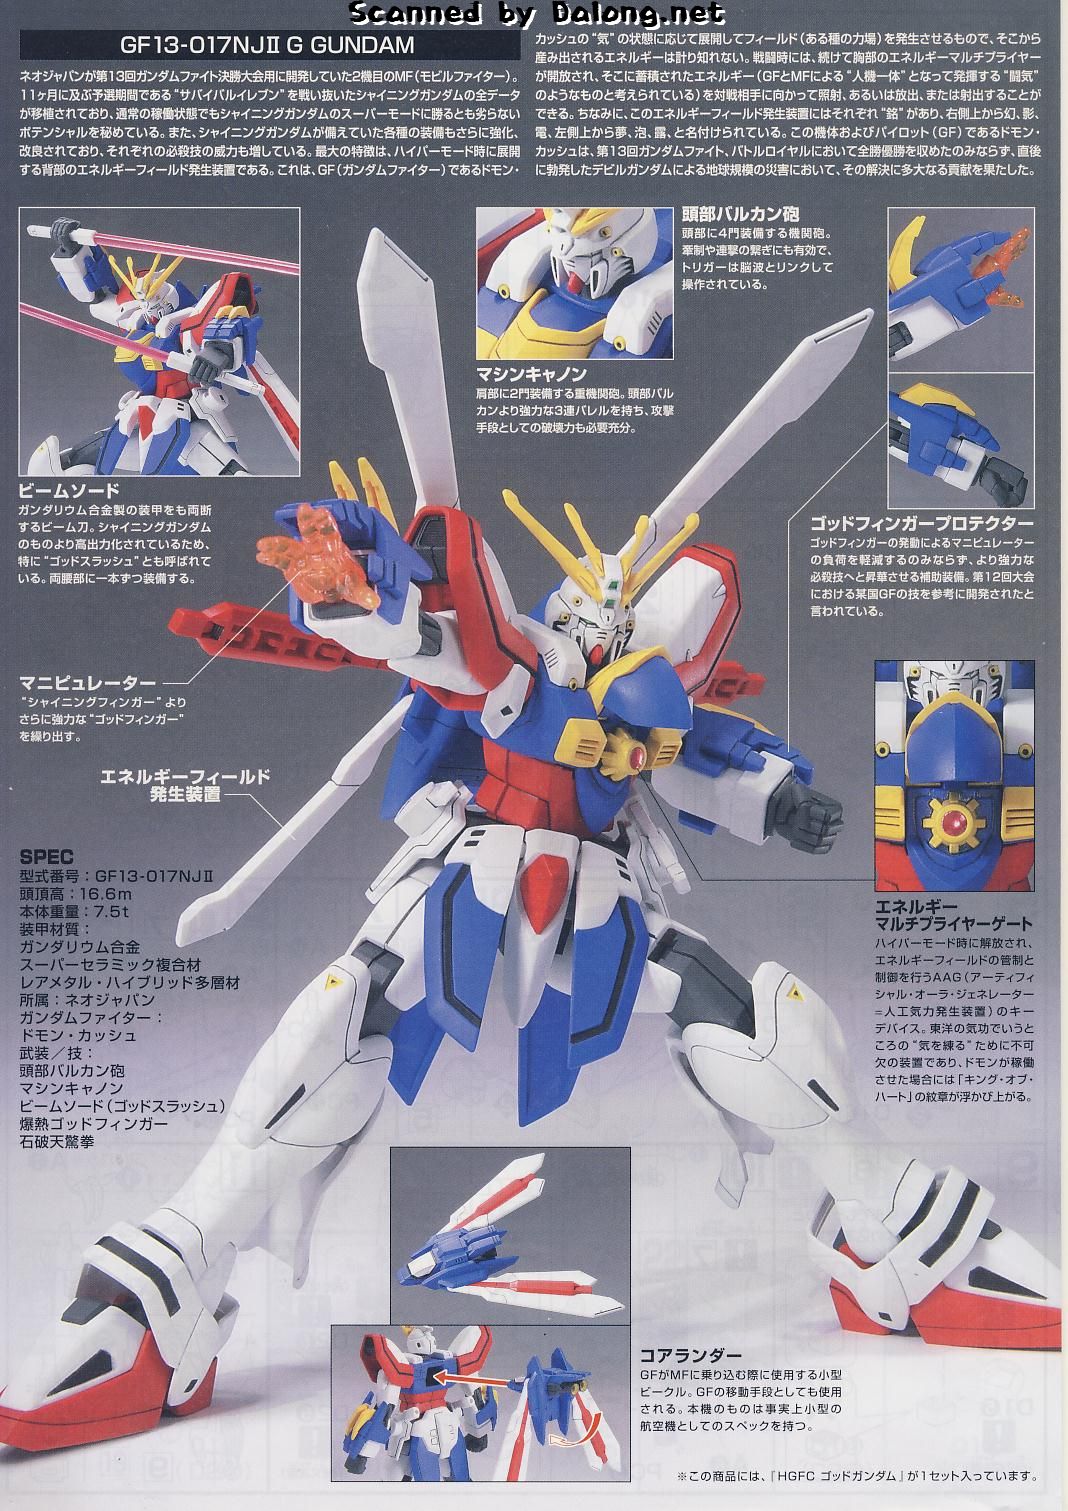 Scanned by Dalong.net
GF13-017NJⅡ G GUNDAM
ネオジャパンが第13回ガンダムファイト決勝大会用に開発していた2機目のMF(モビルファイター)。
11ヶ月に及ぶ予選期間である“サバイバルイレブン”を戦い抜いたシャイニングガンダムの全データ
が移植されており、通常の稼働状態でもシャイニングガンダムのスーパーモードに勝るとも劣らない
ポテンシャルを秘めている。また、シャイニングガンダムが備えていた各種の装備もさらに強化、
改良されており、それぞれの必殺技の威力も増している。最大の特徴は、ハイパーモード時に展開
する背部のエネルギーフィールド発生装置である。これは、GF(ガンダムファイター)であるドモン・
カッシュの“気”の状態に応じて展開してフィールド(ある種の力場)を発生させるもので、そこから
産み出されるエネルギーは計り知れない。戦闘時には、続けて胸部のエネルギーマルチプライヤー
が開放され、そこに蓄積されたエネルギー(GFとMFによる“人機一体”となって発揮する“闘気”
のようなものと考えられている)を対戦相手に向かって照射、あるいは放出、または射出することが
できる。ちなみに、このエネルギーフィールド発生装置にはそれぞれ“銘”があり、右側上から幻、影、
電、左側上から夢、泡、露、と名付けられている。この機体およびパイロット(GF)であるドモン・
カッシュは、第13回ガンダムファイト、バトルロイヤルにおいて全勝優勝を収めたのみならず、直後
に勃発したデビルガンダムによる地球規模の災害において、その解決に多大なる貢献を果たした。
頭部バルカン砲
頭部に4門装備する機関砲。
牽制や連撃の繋ぎにも有効で、
トリガーは脳波とリンクして
操作されている。
マシンキャノン
肩部に2門装備する重機関砲。頭部バル
カンより強力な3連バレルを持ち、攻撃
手段としての破壊力も必要充分。
ビームソード
ガンダリウム合金製の装甲をも両断
するビーム刀。シャイニングガンダム
のものより高出力化されているため、
特に“ゴッドスラッシュ”とも呼ばれて
いる。両腰部に一本ずつ装備する。
ゴッドフィンガープロテクター
ゴッドフィンガーの発動によるマニピュレーター
の負荷を軽減するのみならず、より強力な
必殺技へと昇華させる補助装備。第12回大会
における某国GFの技を参考に開発されたと
言われている。
マニピュレーター
“シャイニングフィンガー”より
さらに強力な“ゴッドフィンガー”
を繰り出す。
エネルギーフィールド
発生装置
SPEC
型式番号:GF13-017NJⅡ
頭頂高:16.6m
本体重量:7.5t
装甲材質:
ガンダリウム合金
スーパーセラミック複合材
レアメタル・ハイブリッド多層材
所属:ネオジャパン
ガンダムファイター:
ドモン・カッシュ
武装/技:
頭部バルカン砲
マシンキャノン
ビームソード(ゴッドスラッシュ)
爆熱ゴッドフィンガー
石破天驚拳
エネルギー
マルチプライヤーゲート
ハイパーモード時に解放され、
エネルギーフィールドの管制と
制御を行うAAG(アーティフィ
シャル・オーラ・ジェネレーター
=人工気力発生装置)のキー
デバイス。東洋の気功でいうと
ころの“気を練る”ために不可
欠の装置であり、ドモンが稼働
させた場合には「キング・オブ・
ハート」の紋章が浮かび上がる。
コアランダー
GFがMFに乗り込む際に使用する小型
ビークル。GFの移動手段としても使用
される。本機のものは事実上小型の
航空機としてのスペックを持つ。
※この商品には、『HGFC ゴッドガンダム』が1セット入っています。